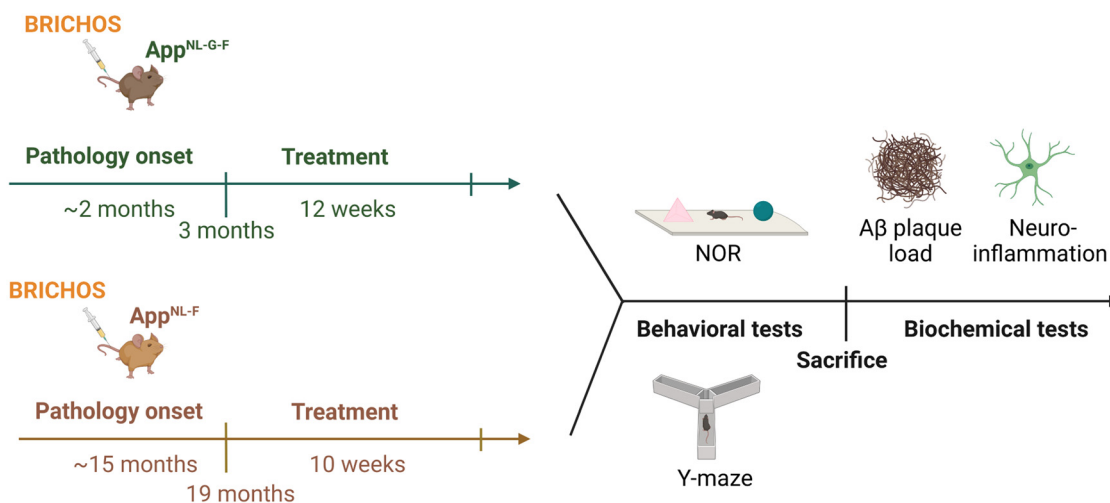 BRICHOS
App^NL-G-F
Pathology onset
Treatment
~2 months
12 weeks
3 months
BRICHOS
App^NL-F
Pathology onset
Treatment
~15 months
10 weeks
19 months
NOR
Aβ plaque
load
Neuro-
inflammation
Behavioral tests
Biochemical tests
Sacrifice
Y-maze